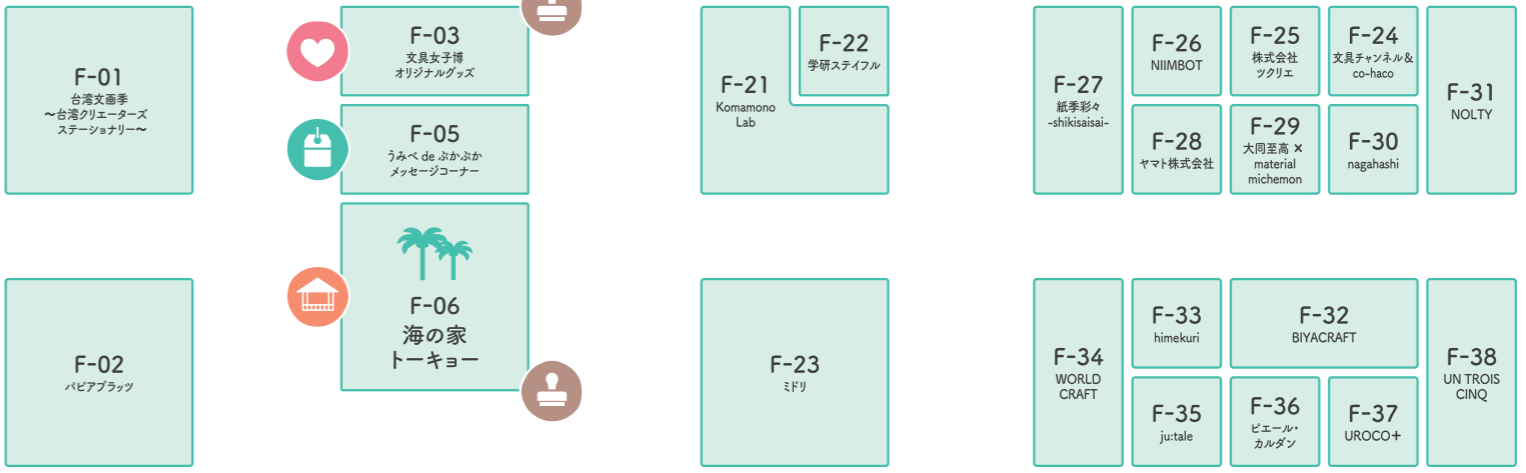 F-01
台湾文画季
～台湾クリエーターズ
ステーショナリー～
F-02
パピアプラッツ
F-03
文具女子博
オリジナルグッズ
F-05
うみべ de ぷかぷか
メッセージコーナー
F-06
海の家
トーキョー
F-21
Komamono
Lab
F-22
学研ステイフル
F-23
ミドリ
F-27
紙季彩々
-shikisaisai-
F-26
NIIMBOT
F-25
株式会社
ツクリエ
F-24
文具チャンネル&
co-haco
F-31
NOLTY
F-28
ヤマト株式会社
F-29
大同至高 ×
material
michemon
F-30
nagahashi
F-34
WORLD
CRAFT
F-33
himekuri
F-32
BIYACRAFT
F-38
UN TROIS
CINQ
F-35
ju:tale
F-36
ピエール・
カルダン
F-37
UROCO+